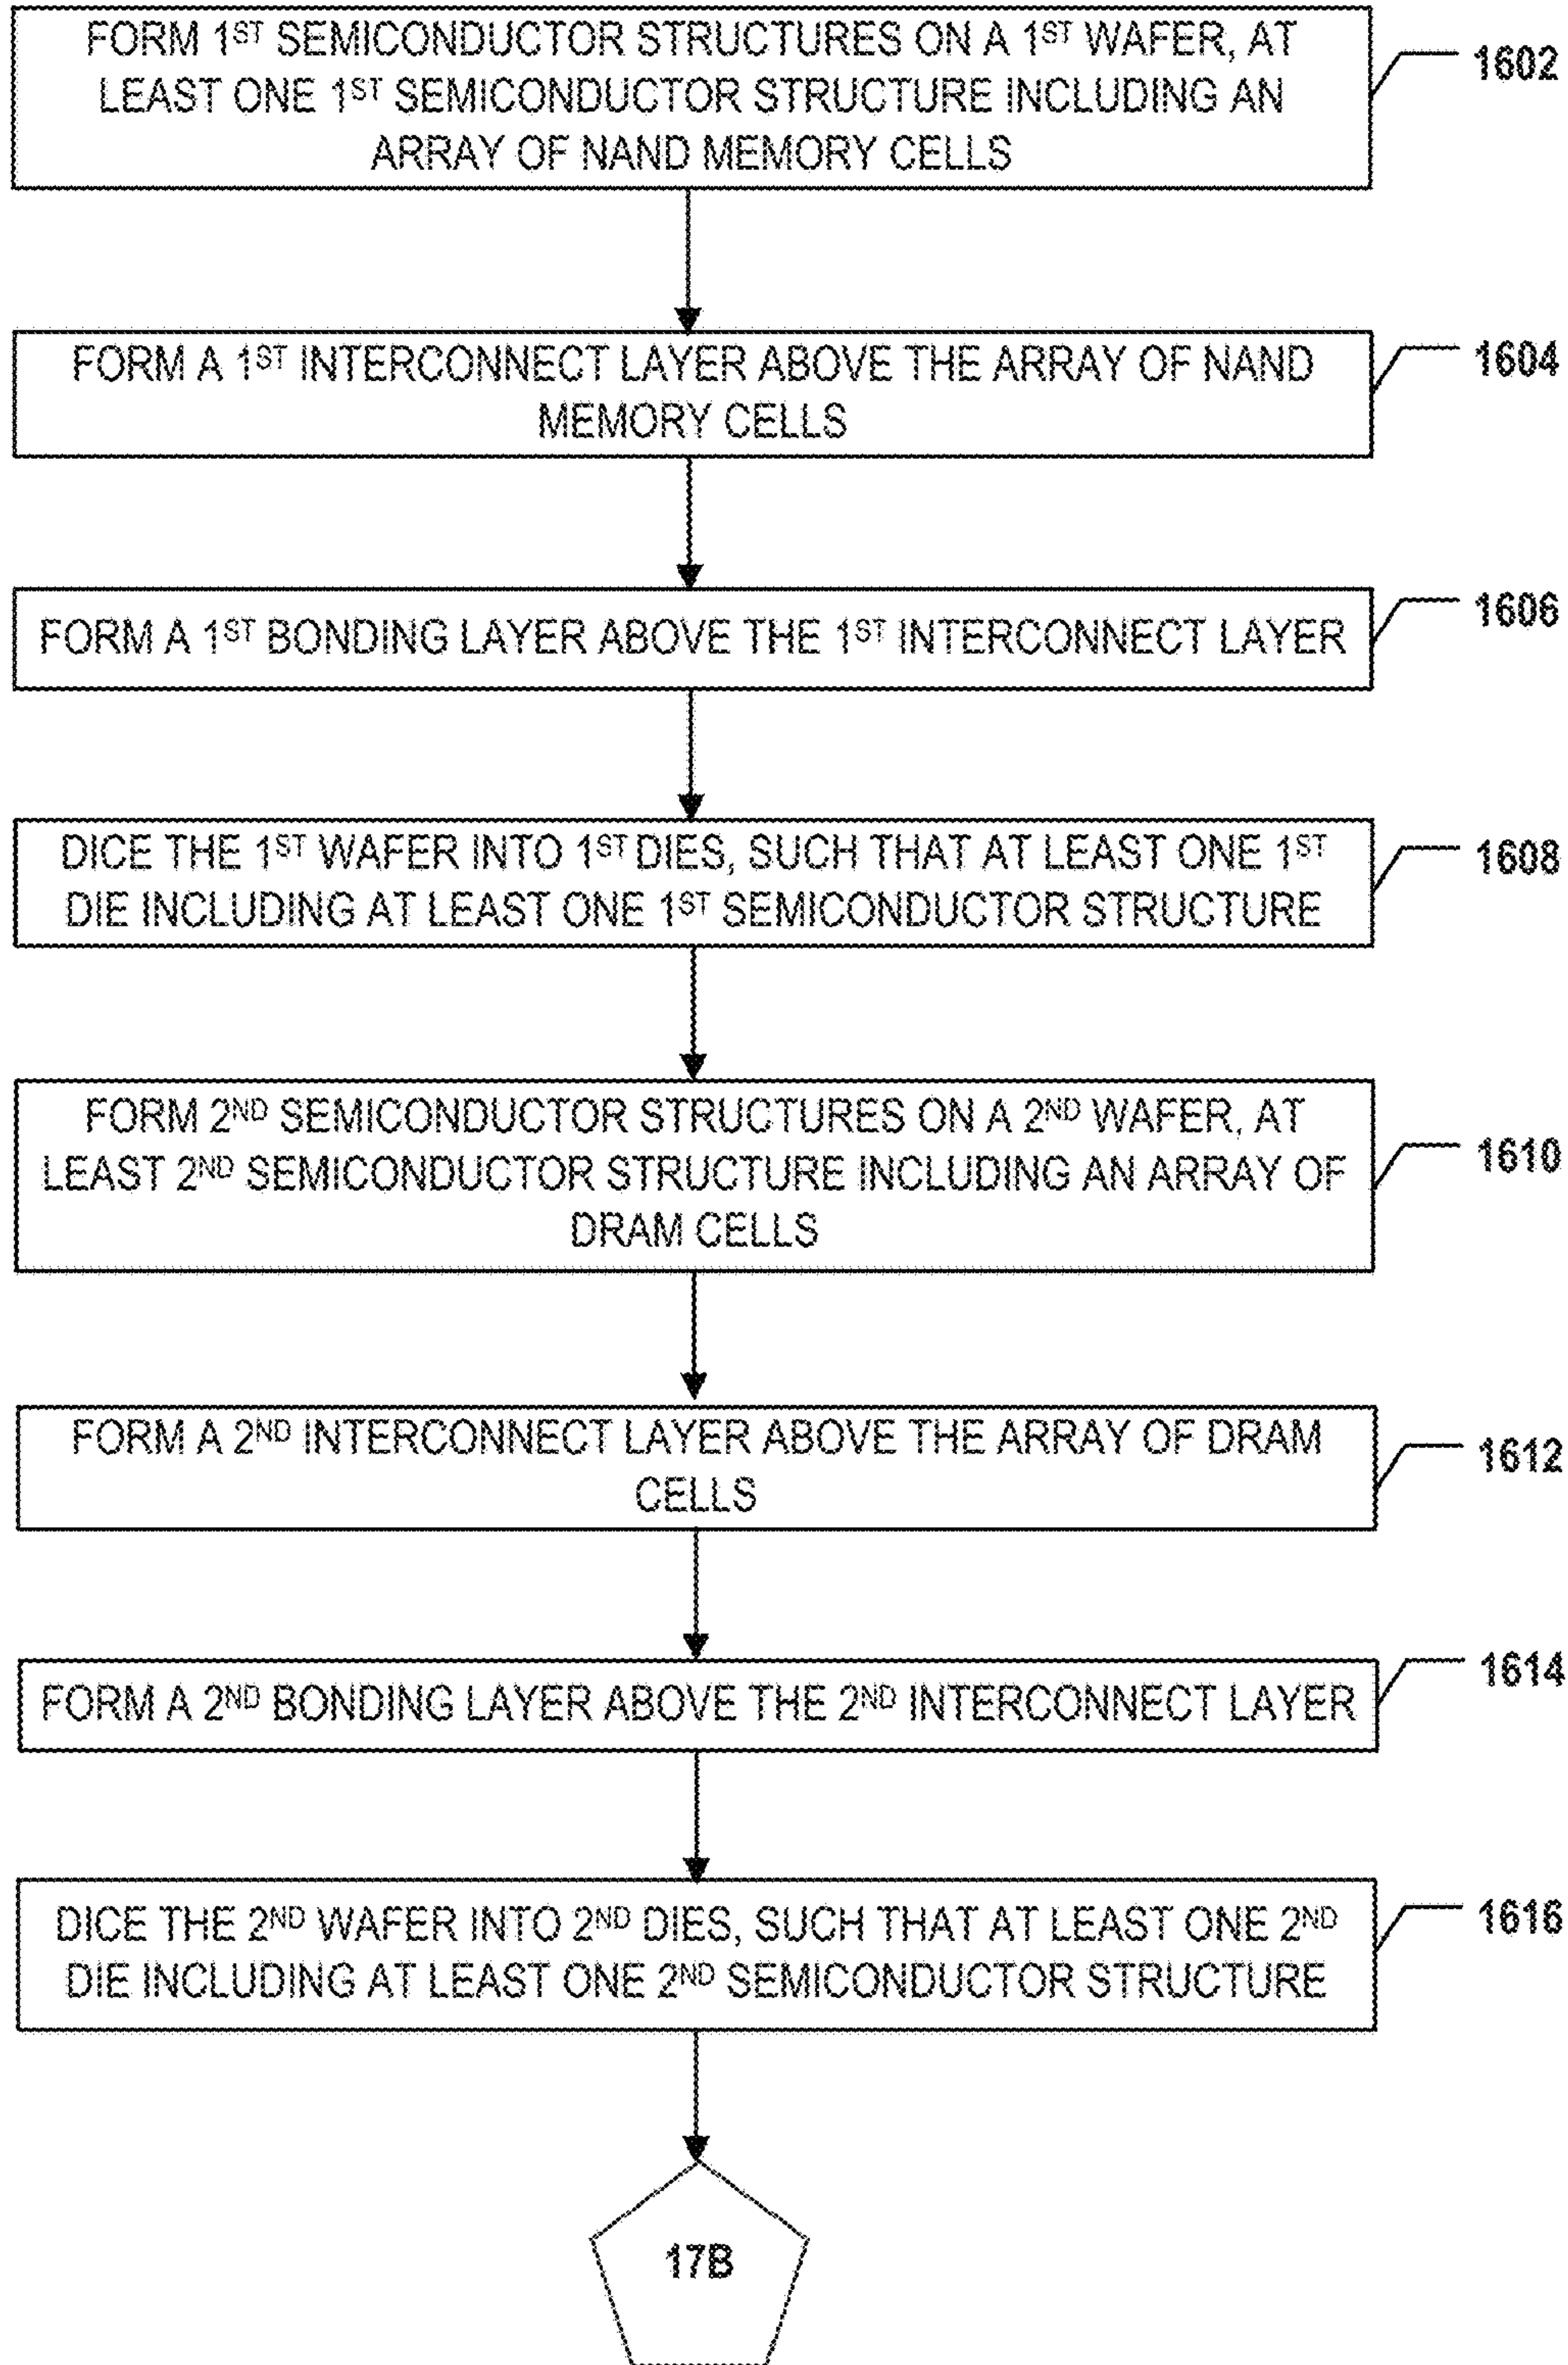 FORM 1ST SEMICONDUCTOR STRUCTURES ON A 1ST WAFER, AT
LEAST ONE 1ST SEMICONDUCTOR STRUCTURE INCLUDING AN
ARRAY OF NAND MEMORY CELLS
1602
FORM A 1ST INTERCONNECT LAYER ABOVE THE ARRAY OF NAND
MEMORY CELLS
1604
FORM A 1ST BONDING LAYER ABOVE THE 1ST INTERCONNECT LAYER
1606
DICE THE 1ST WAFER INTO 1ST DIES, SUCH THAT AT LEAST ONE 1ST
DIE INCLUDING AT LEAST ONE 1ST SEMICONDUCTOR STRUCTURE
1608
FORM 2ND SEMICONDUCTOR STRUCTURES ON A 2ND WAFER, AT
LEAST 2ND SEMICONDUCTOR STRUCTURE INCLUDING AN ARRAY OF
DRAM CELLS
1610
FORM A 2ND INTERCONNECT LAYER ABOVE THE ARRAY OF DRAM
CELLS
1612
FORM A 2ND BONDING LAYER ABOVE THE 2ND INTERCONNECT LAYER
1614
DICE THE 2ND WAFER INTO 2ND DIES, SUCH THAT AT LEAST ONE 2ND
DIE INCLUDING AT LEAST ONE 2ND SEMICONDUCTOR STRUCTURE
1616
17B